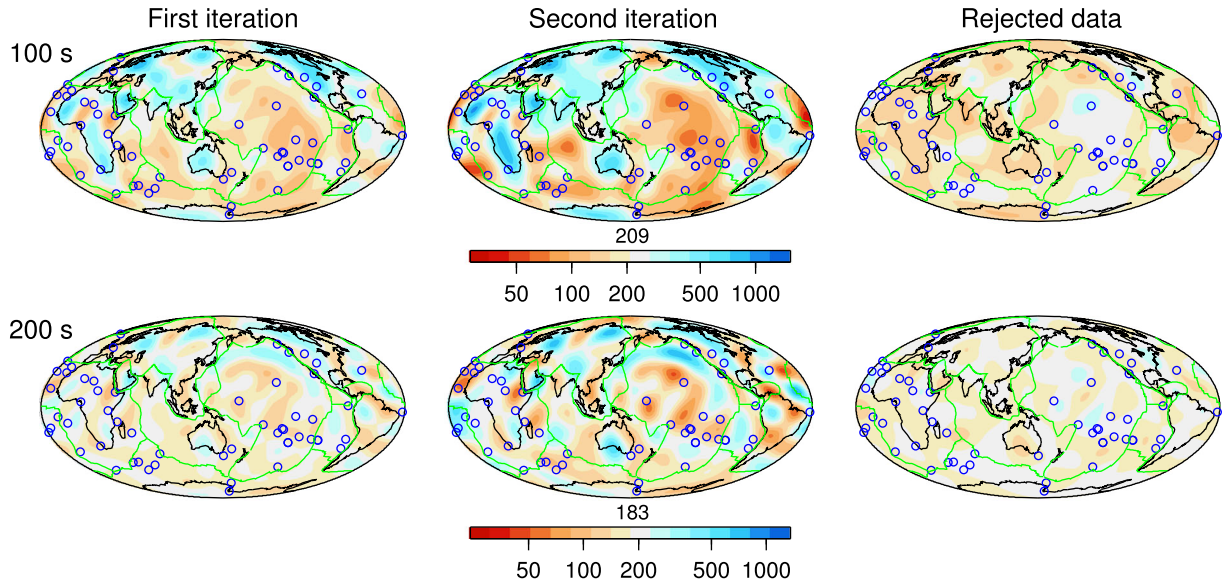 First iteration
Second iteration
Rejected data
100 s
209
50 100 200 500 1000
200 s
183
50 100 200 500 1000